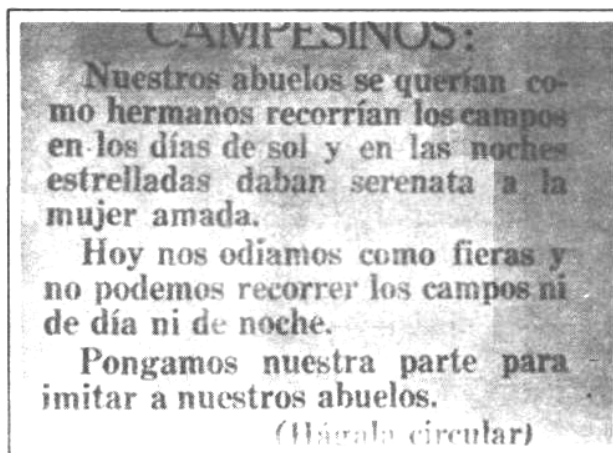 CAMPESINOS:
Nuestros abuelos se querían co-
mo hermanos recorrían los campos
en los días de sol y en las noches
estrelladas daban serenata a la
mujer amada.
Hoy nos odiamos como fieras y
no podemos recorrer los campos ni
de día ni de noche.
Pongamos nuestra parte para
imitar a nuestros abuelos.
(Hágala circular)